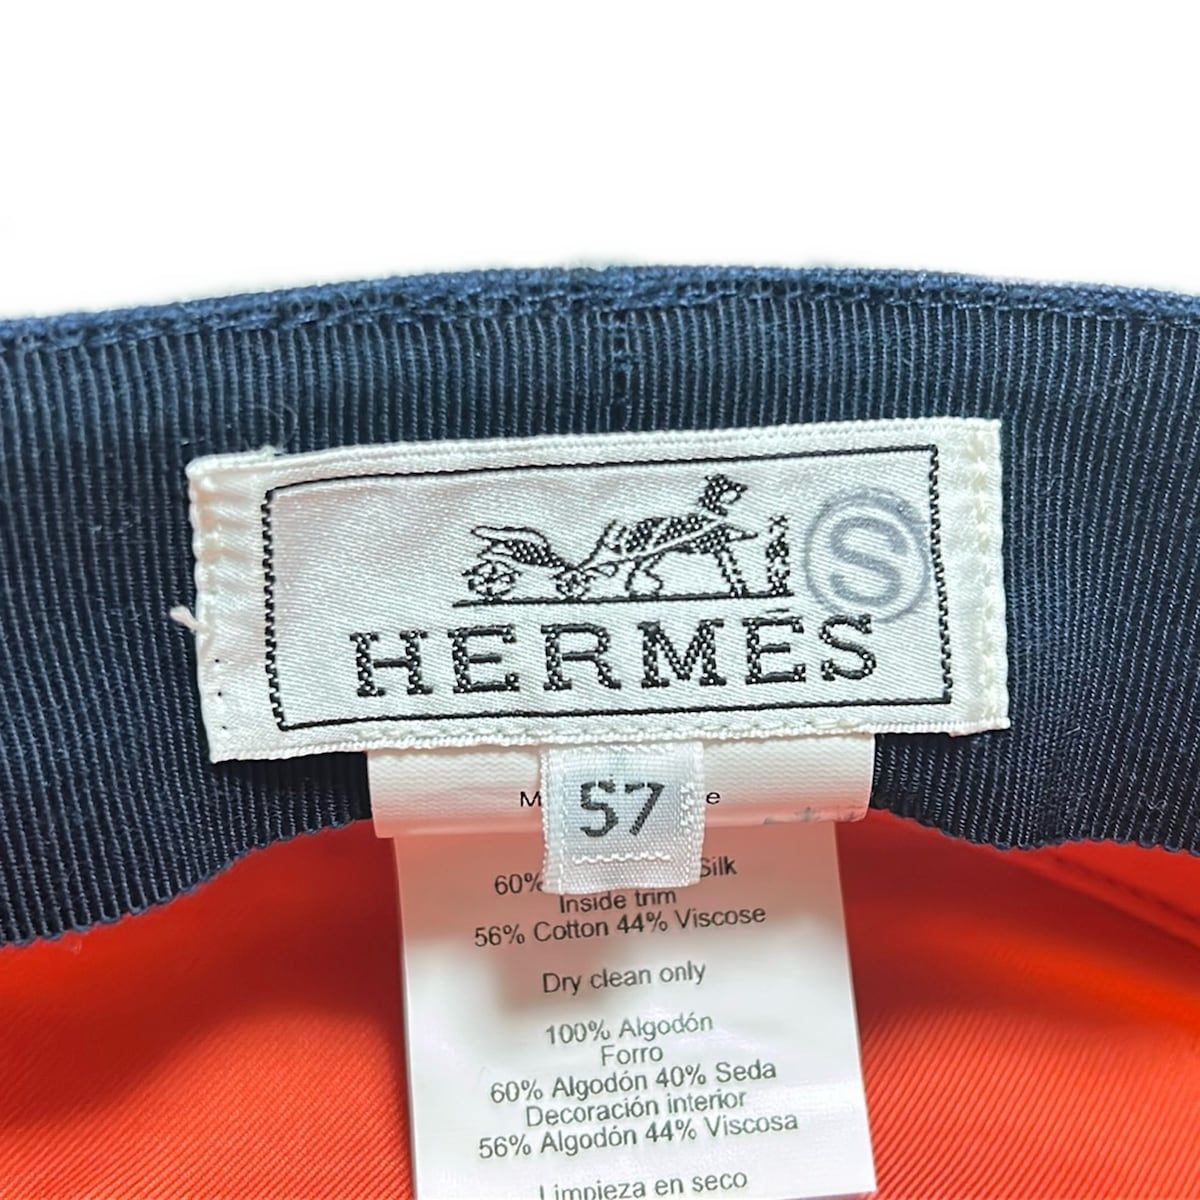 S
HERMÈS
57
60% Silk
Inside trim
56% Cotton 44% Viscose
Dry clean only
100% Algodón
Forro
60% Algodón 40% Seda
Decoración interior
56% Algodón 44% Viscosa
Limpieza en seco